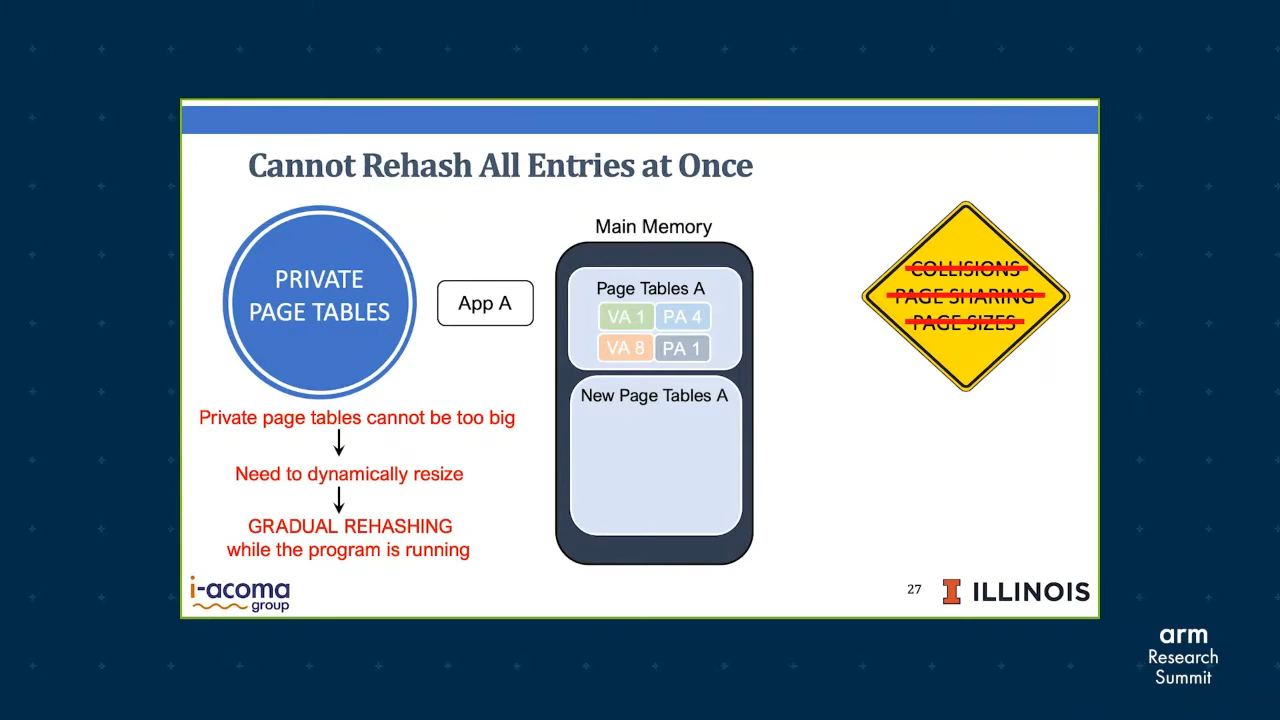 Cannot Rehash All Entries at Once
PRIVATE
PAGE TABLES
App A
Main Memory
Page Tables A
VA 1 PA 4
VA 8 PA 1
New Page Tables A
COLLISIONS
PAGE SHARING
PAGE SIZES
Private page tables cannot be too big
Need to dynamically resize
GRADUAL REHASHING
while the program is running
i-acoma
group
27
I ILLINOIS
arm
Research
Summit